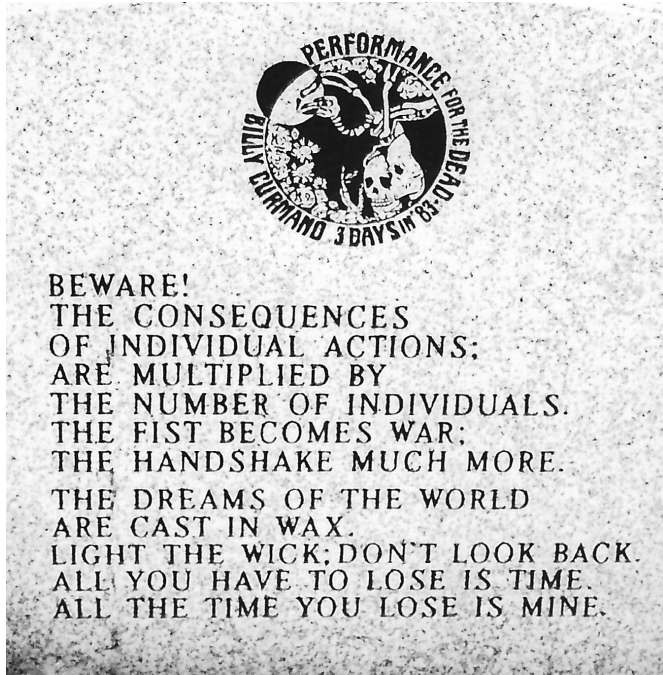 PERFORMANCE FOR THE DEAD·
BILLY CURMANO 3 DAYS IN '83·
BEWARE!
THE CONSEQUENCES
OF INDIVIDUAL ACTIONS;
ARE MULTIPLIED BY
THE NUMBER OF INDIVIDUALS.
THE FIST BECOMES WAR;
THE HANDSHAKE MUCH MORE.
THE DREAMS OF THE WORLD
ARE CAST IN WAX.
LIGHT THE WICK; DON'T LOOK BACK.
ALL YOU HAVE TO LOSE IS TIME.
ALL THE TIME YOU LOSE IS MINE.